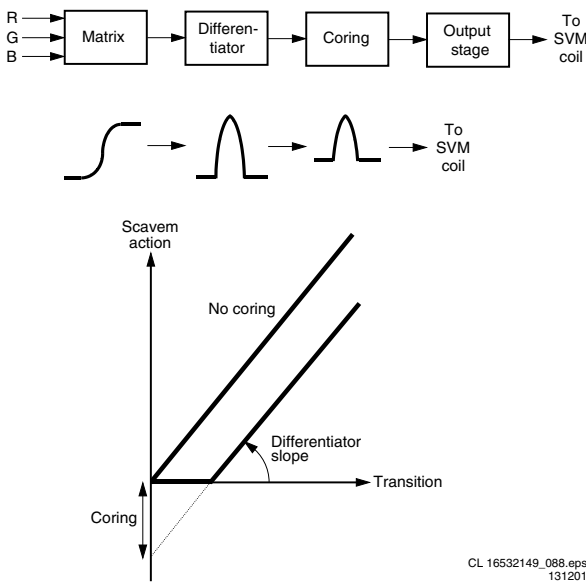 R
G
B
Matrix
Differen-
tiator
Coring
Output
stage
To
SVM
coil
To
SVM
coil
Scavem
action
No coring
Differentiator
slope
Transition
Coring
CL 16532149_088.eps
131201